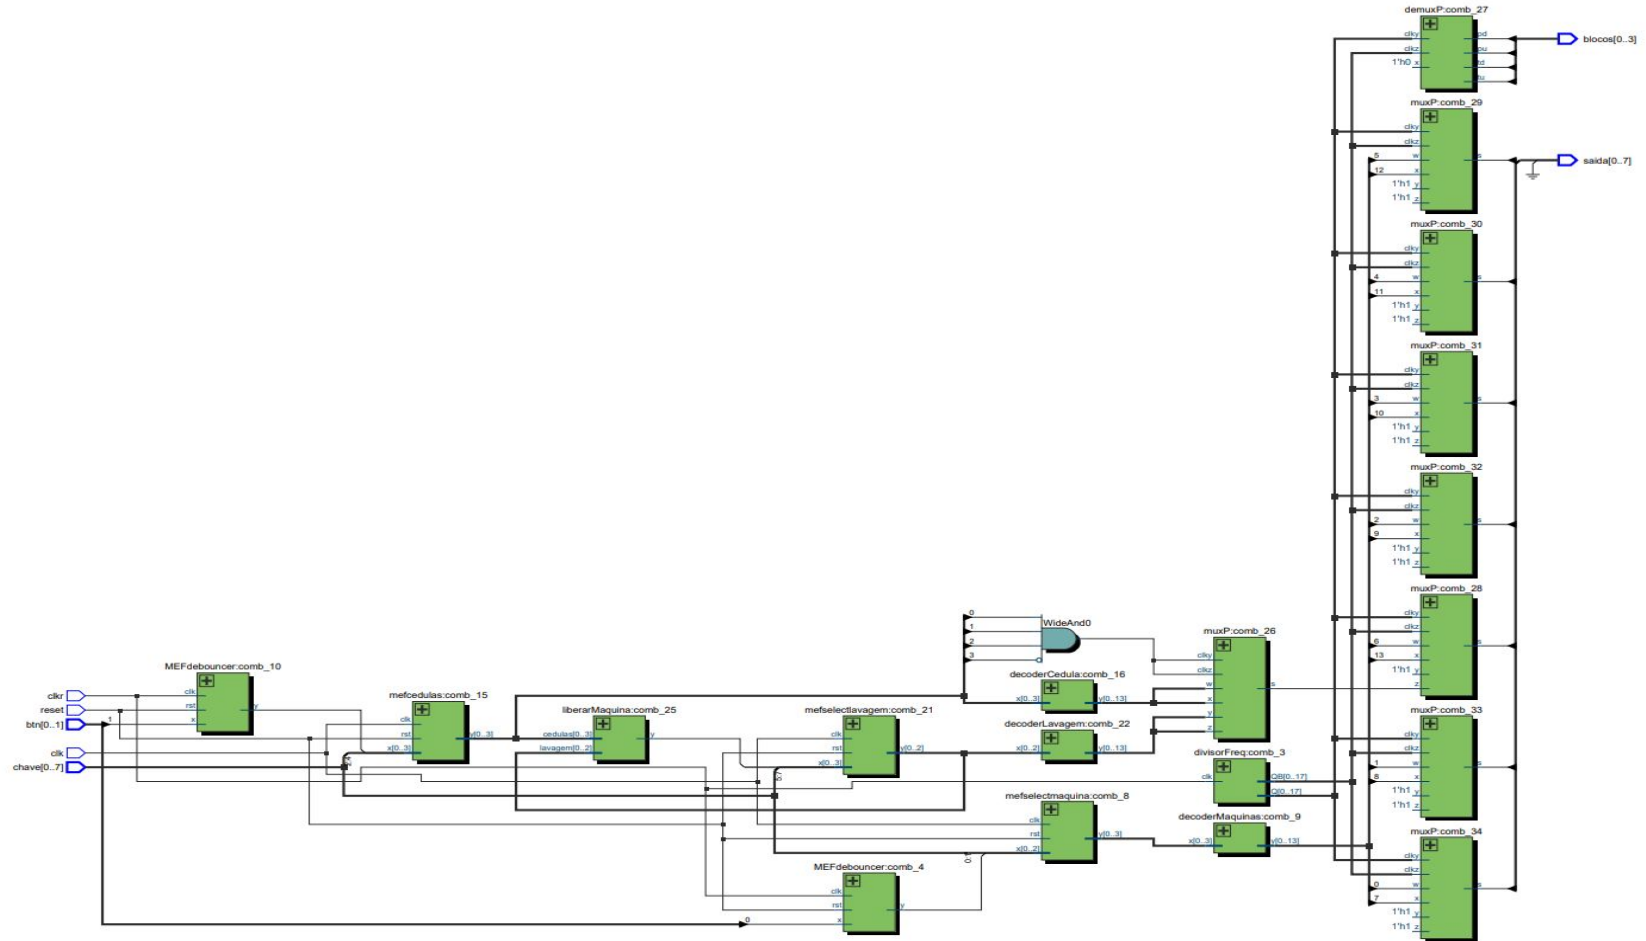 demuxP:comb_27
clky
clkz
1'h0 x
pd
pu
td
tu
blocos[0..3]
muxP:comb_29
clky
clkz
5 w
12 x
1'h1 y
1'h1 z
s
saida[0..7]
muxP:comb_30
clky
clkz
4 w
11 x
1'h1 y
1'h1 z
s
muxP:comb_31
clky
clkz
3 w
10 x
1'h1 y
1'h1 z
s
muxP:comb_32
clky
clkz
2 w
9 x
1'h1 y
1'h1 z
s
muxP:comb_28
clky
clkz
6 w
13 x
1'h1 y
z
s
muxP:comb_33
clky
clkz
1 w
8 x
1'h1 y
1'h1 z
s
muxP:comb_34
clky
clkz
0 w
7 x
1'h1 y
1'h1 z
s
WideAnd0
0
1
2
3
muxP:comb_26
clky
clkz
w
x
y
z
s
decoderCedula:comb_16
x[0..3]
y[0..13]
decoderLavagem:comb_22
x[0..2]
y[0..13]
divisorFreq:comb_3
clk
QB[0..17]
Q[0..17]
decoderMaquinas:comb_9
x[0..3]
y[0..13]
MEFdebouncer:comb_10
clk
rst
x
y
clkr
reset
btn[0..1]
1
clk
chave[0..7]
mefcedulas:comb_15
clk
rst
x[0..3]
y[0..3]
liberarMaquina:comb_25
cedulas[0..3]
lavagem[0..2]
y
mefselectlavagem:comb_21
clk
rst
x[0..3]
y[0..2]
5:7
mefselectmaquina:comb_8
clk
rst
x[0..2]
y[0..3]
MEFdebouncer:comb_4
clk
rst
0 x
y